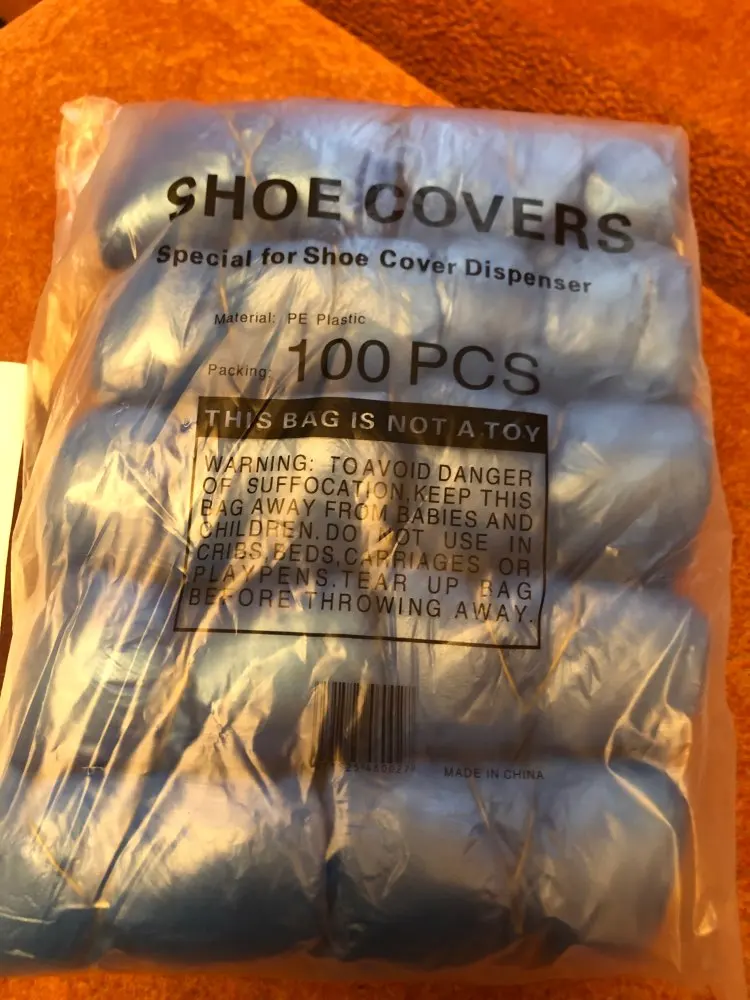 SHOE COVERS
Special for Shoe Cover Dispenser
Material: PE Plastic
Packing: 100 PCS
THIS BAG IS NOT A TOY
WARNING: TO AVOID DANGER
OF SUFFOCATION,KEEP THIS
BAG AWAY FROM BABIES AND
CHILDREN.DO NOT USE IN
CRIBS,BEDS,CARRIAGES OR
PLAYPENS.TEAR UP BAG
BEFORE THROWING AWAY.
MADE IN CHINA